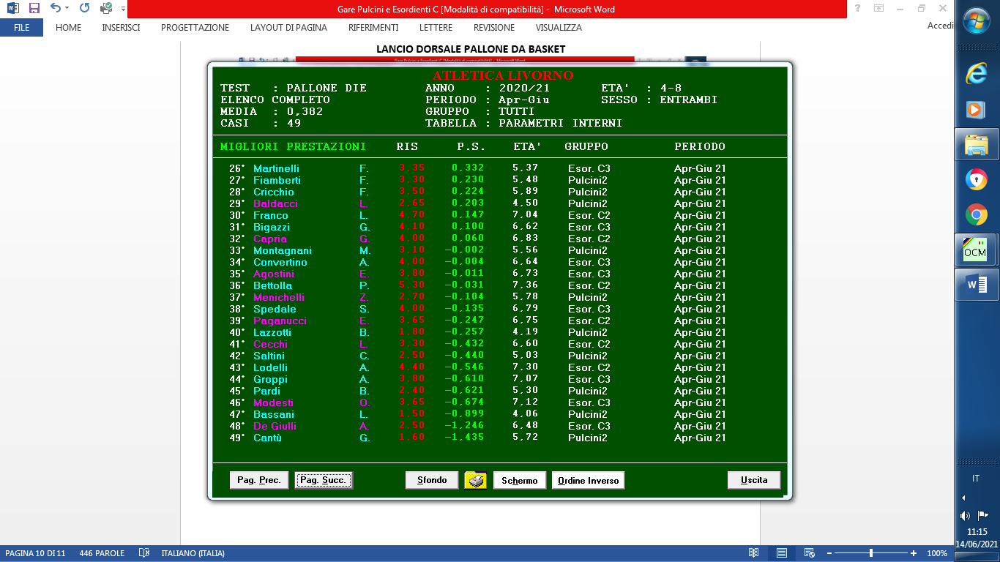 Gare Pulcini e Esordienti C [Modalità di compatibilità] - Microsoft Word
FILE HOME INSERISCI PROGETTAZIONE LAYOUT DI PAGINA RIFERIMENTI LETTERE REVISIONE VISUALIZZA Accedi
LANCIO DORSALE PALLONE DA BASKET
Gare Pulcini e Esordienti C [Modalità di compatibilità] - Microsoft Word
ATLETICA LIVORNO
TEST : PALLONE DIE ANNO : 2020/21 ETA' : 4-8
ELENCO COMPLETO PERIODO : Apr-Giu SESSO : ENTRAMBI
MEDIA : 0,382 GRUPPO : TUTTI
CASI : 49 TABELLA : PARAMETRI INTERNI
MIGLIORI PRESTAZIONI RIS P.S. ETA' GRUPPO PERIODO
26° Martinelli F. 3.35 0,332 5,37 Esor. C3 Apr-Giu 21
27° Fiamberti F. 3.30 0,230 5,48 Pulcini2 Apr-Giu 21
28° Cricchio F. 3.50 0,224 5,89 Pulcini2 Apr-Giu 21
29° Baldacci L. 2.65 0,203 4,50 Pulcini2 Apr-Giu 21
30° Franco L. 4.70 0,147 7,04 Esor. C2 Apr-Giu 21
31° Bigazzi G. 4.10 0,100 6,62 Esor. C3 Apr-Giu 21
32° Capria G. 4.00 0,060 6,83 Esor. C2 Apr-Giu 21
33° Montagnani M. 3.10 -0,002 5,56 Pulcini2 Apr-Giu 21
34° Convertino A. 4.00 -0,004 6,64 Esor. C3 Apr-Giu 21
35° Agostini E. 3.80 -0,011 6,73 Esor. C3 Apr-Giu 21
36° Bettolla P. 5.30 -0,031 7,36 Esor. C2 Apr-Giu 21
37° Menichelli Z. 2.70 -0,104 5,78 Pulcini2 Apr-Giu 21
38° Spedale S. 4.00 -0,135 6,79 Esor. C3 Apr-Giu 21
39° Paganucci E. 3.65 -0,247 6,75 Esor. C2 Apr-Giu 21
40° Lazzotti B. 1.80 -0,257 4,19 Pulcini2 Apr-Giu 21
41° Cecchi L. 3.30 -0,432 6,60 Esor. C2 Apr-Giu 21
42° Saltini C. 2.50 -0,440 5,03 Pulcini2 Apr-Giu 21
43° Lodelli A. 4.40 -0,546 7,30 Esor. C2 Apr-Giu 21
44° Groppi A. 3.80 -0,610 7,07 Esor. C3 Apr-Giu 21
45° Pardi B. 2.40 -0,621 5,30 Pulcini2 Apr-Giu 21
46° Modesti O. 3.65 -0,674 7,12 Esor. C3 Apr-Giu 21
47° Bassani L. 1.50 -0,899 4,06 Pulcini2 Apr-Giu 21
48° De Giulli A. 2.50 -1,246 6,48 Esor. C3 Apr-Giu 21
49° Cantù G. 1.60 -1,435 5,72 Pulcini2 Apr-Giu 21
Pag. Prec. Pag. Succ. Sfondo Schermo Ordine Inverso Uscita
OCM
IT
11:15
14/06/2021
PAGINA 10 DI 11 446 PAROLE ITALIANO (ITALIA) 100%